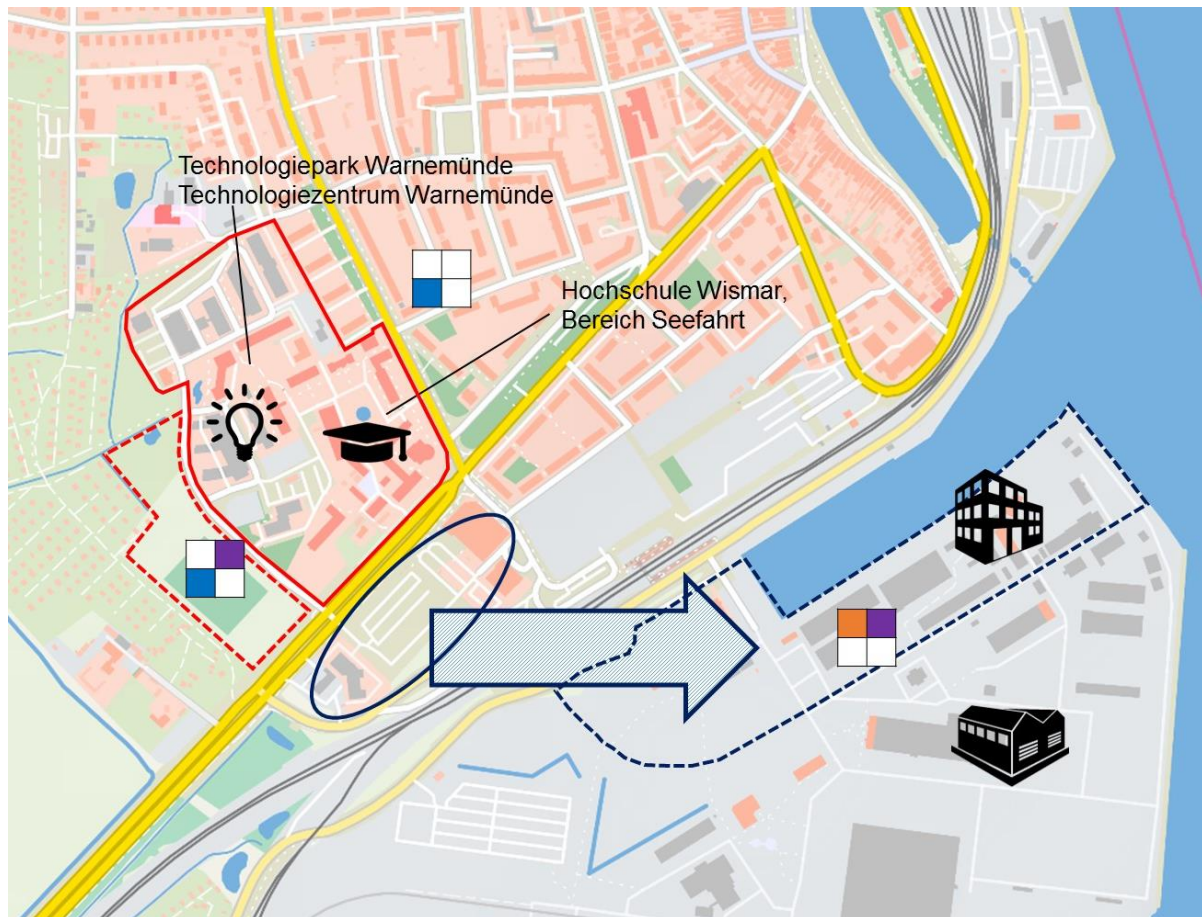 Technologiepark Warnemünde
Technologiezentrum Warnemünde
Hochschule Wismar,
Bereich Seefahrt